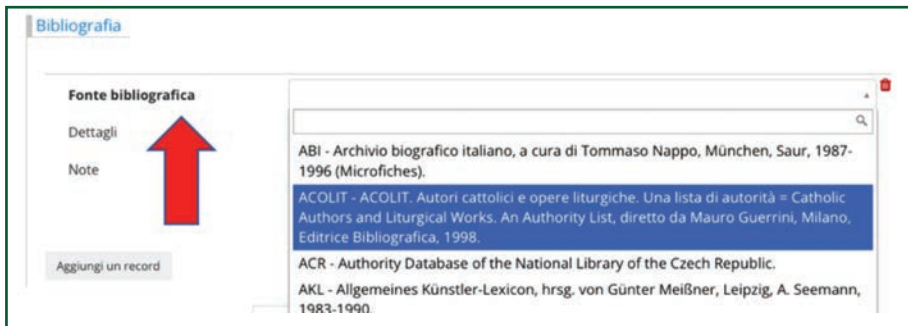 Bibliografia
Fonte bibliografica
Dettagli
Note
ABI - Archivio biografico italiano, a cura di Tommaso Nappo, München, Saur, 1987-
1996 (Microfiches).
ACOLIT - ACOLIT. Autori cattolici e opere liturgiche. Una lista di autorità = Catholic
Authors and Liturgical Works. An Authority List, diretto da Mauro Guerrini, Milano,
Editrice Bibliografica, 1998.
ACR - Authority Database of the National Library of the Czech Republic.
AKL - Allgemeines Künstler-Lexicon, hrsg. von Günter Meißner, Leipzig, A. Seemann,
1983-1990.
Aggiungi un record